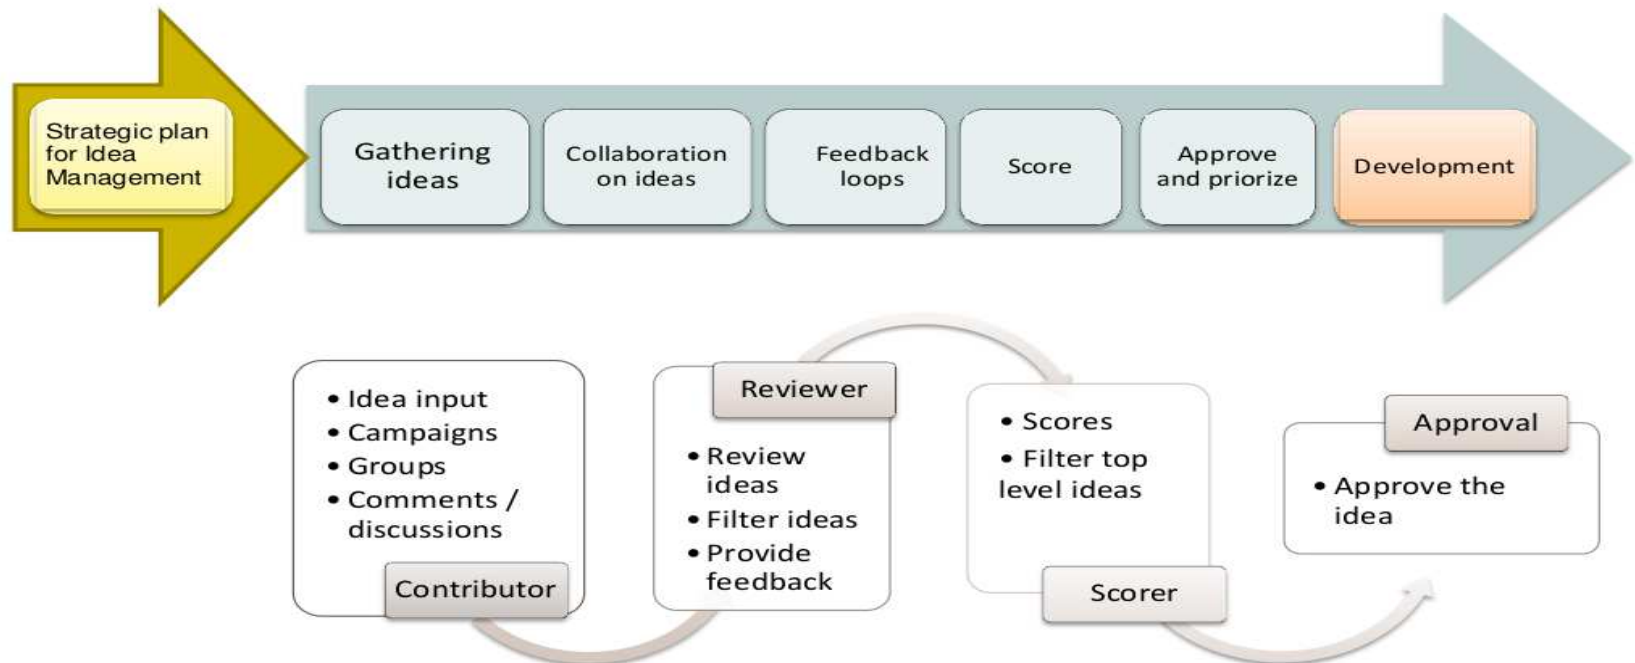 Strategic plan
for Idea
Management
Gathering
ideas
Collaboration
on ideas
Feedback
loops
Score
Approve
and priorize
Development
• Idea input
• Campaigns
• Groups
• Comments /
discussions
Contributor
Reviewer
• Review
ideas
• Filter ideas
• Provide
feedback
• Scores
• Filter top
level ideas
Scorer
Approval
• Approve the
idea